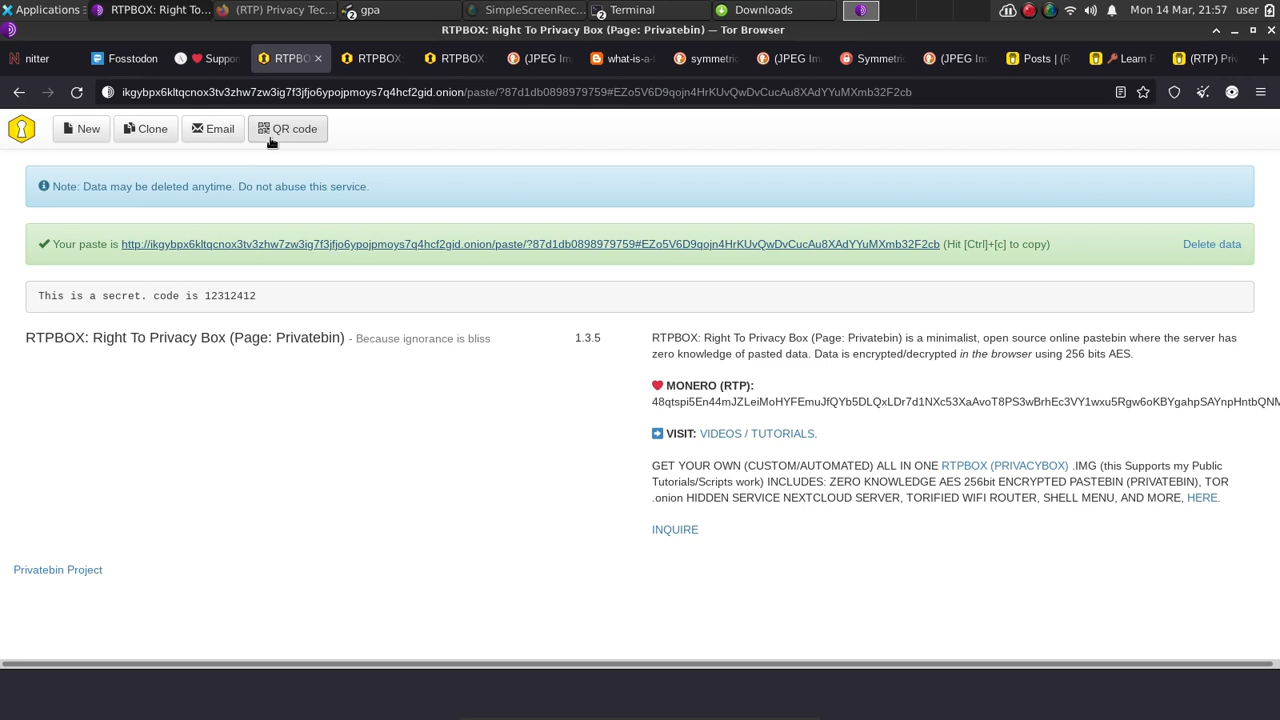 Applications
RTPBOX: Right To...
(RTP) Privacy Tec...
2 gpa
SimpleScreenRec...
2 Terminal
Downloads
Mon 14 Mar, 21:57 user
RTPBOX: Right To Privacy Box (Page: Privatebin) — Tor Browser
nitter
Fosstodon
Suppor
RTPBO
RTPBOX:
RTPBOX:
(JPEG Im
what-is-a-
symmetric
(JPEG Im
Symmetri
(JPEG Im
Posts | (R
Learn
(RTP) Pri
ikgybpx6kltqcnox3tv3zhw7zw3ig7f3jfjo6ypojpmoys7q4hcf2gid.onion/paste/?87d1db0898979759#EZo5V6D9qojn4HrKUvQwDvCucAu8XAdYYuMXmb32F2cb
New
Clone
Email
QR code
Note: Data may be deleted anytime. Do not abuse this service.
Your paste is http://ikgybpx6kltqcnox3tv3zhw7zw3ig7f3jfjo6ypojpmoys7q4hcf2gid.onion/paste/?87d1db0898979759#EZo5V6D9qojn4HrKUvQwDvCucAu8XAdYYuMXmb32F2cb (Hit [Ctrl]+[c] to copy)
Delete data
This is a secret. code is 12312412
RTPBOX: Right To Privacy Box (Page: Privatebin) - Because ignorance is bliss
1.3.5
RTPBOX: Right To Privacy Box (Page: Privatebin) is a minimalist, open source online pastebin where the server has
zero knowledge of pasted data. Data is encrypted/decrypted in the browser using 256 bits AES.
MONERO (RTP):
48qtspi5En44mJZLeiMoHYFEmuJfQYb5DLQxLDr7d1NXc53XaAvoT8PS3wBrhEc3VY1wxu5Rgw6oKBYgahpSAYnpHntbQNM
VISIT: VIDEOS / TUTORIALS.
GET YOUR OWN (CUSTOM/AUTOMATED) ALL IN ONE RTPBOX (PRIVACYBOX) .IMG (this Supports my Public
Tutorials/Scripts work) INCLUDES: ZERO KNOWLEDGE AES 256bit ENCRYPTED PASTEBIN (PRIVATEBIN), TOR
.onion HIDDEN SERVICE NEXTCLOUD SERVER, TORIFIED WIFI ROUTER, SHELL MENU, AND MORE, HERE.
INQUIRE
Privatebin Project